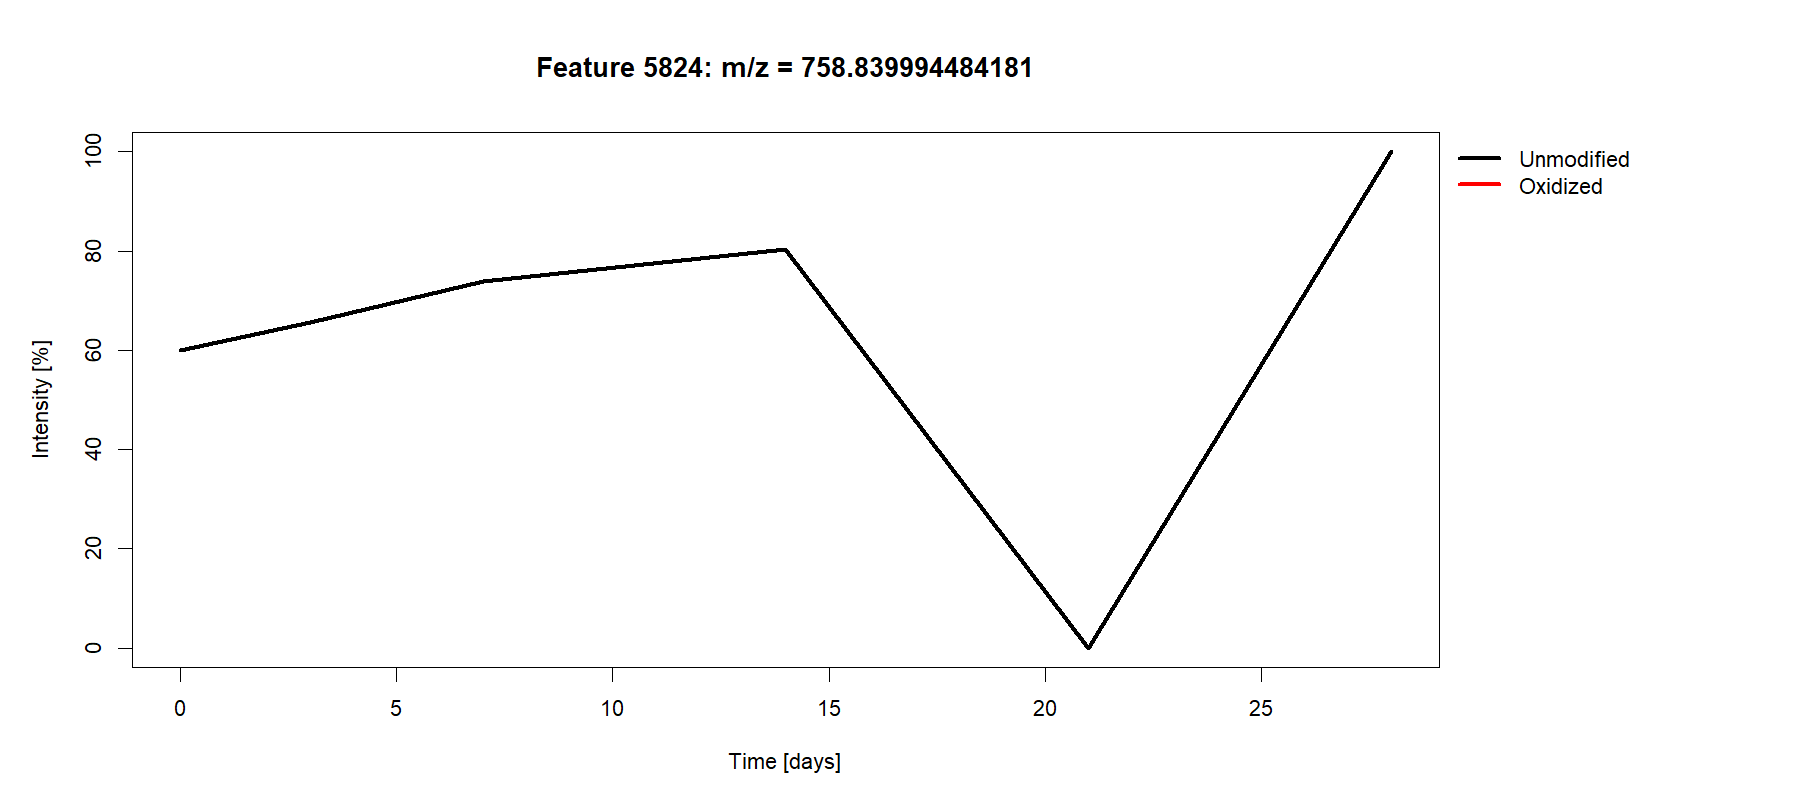 Feature 5824: m/z = 758.839994484181
Unmodified
Oxidized
Intensity [%]
100
80
60
40
20
0
0 5 10 15 20 25
Time [days]